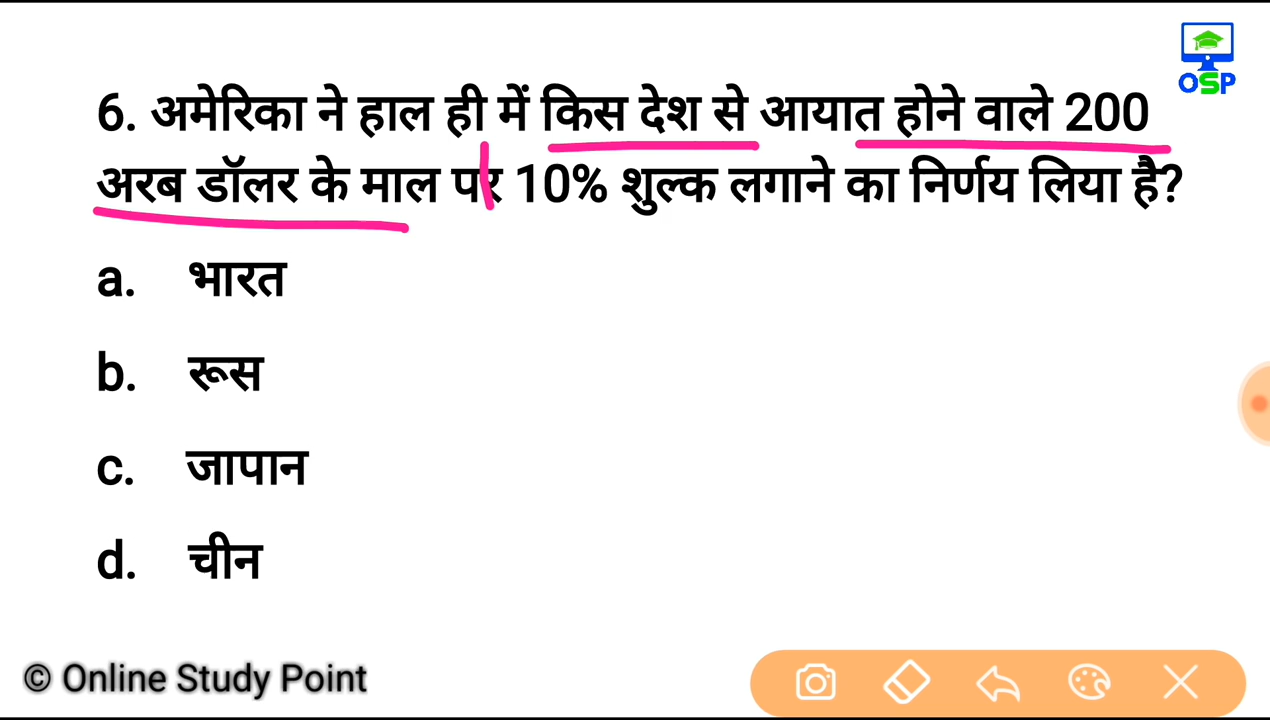 OSP
6. अमेरिका ने हाल ही में किस देश से आयात होने वाले 200
अरब डॉलर के माल पर 10% शुल्क लगाने का निर्णय लिया है?
a. भारत
b. रूस
c. जापान
d. चीन
© Online Study Point